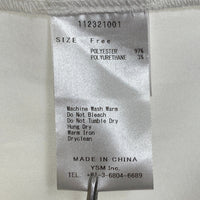 112321001
SIZE Free
POLYESTER 97%
POLYURETHANE 3%
Machine Wash Warm
Do Not Bleach
Do Not Tumble Dry
Hung Dry
Warm Iron
Dryclean
MADE IN CHINA
YSM Inc.
TEL 3-6804-6689